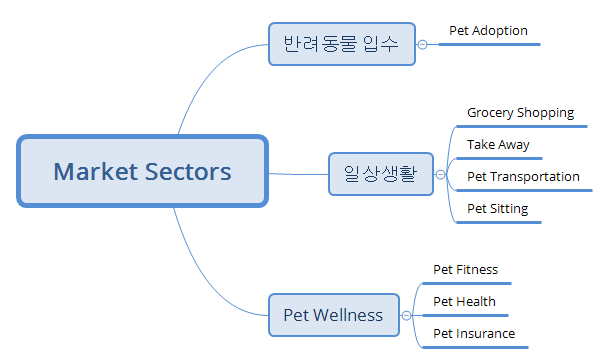 Market Sectors
반려동물 입수
Pet Adoption
일상생활
Grocery Shopping
Take Away
Pet Transportation
Pet Sitting
Pet Wellness
Pet Fitness
Pet Health
Pet Insurance